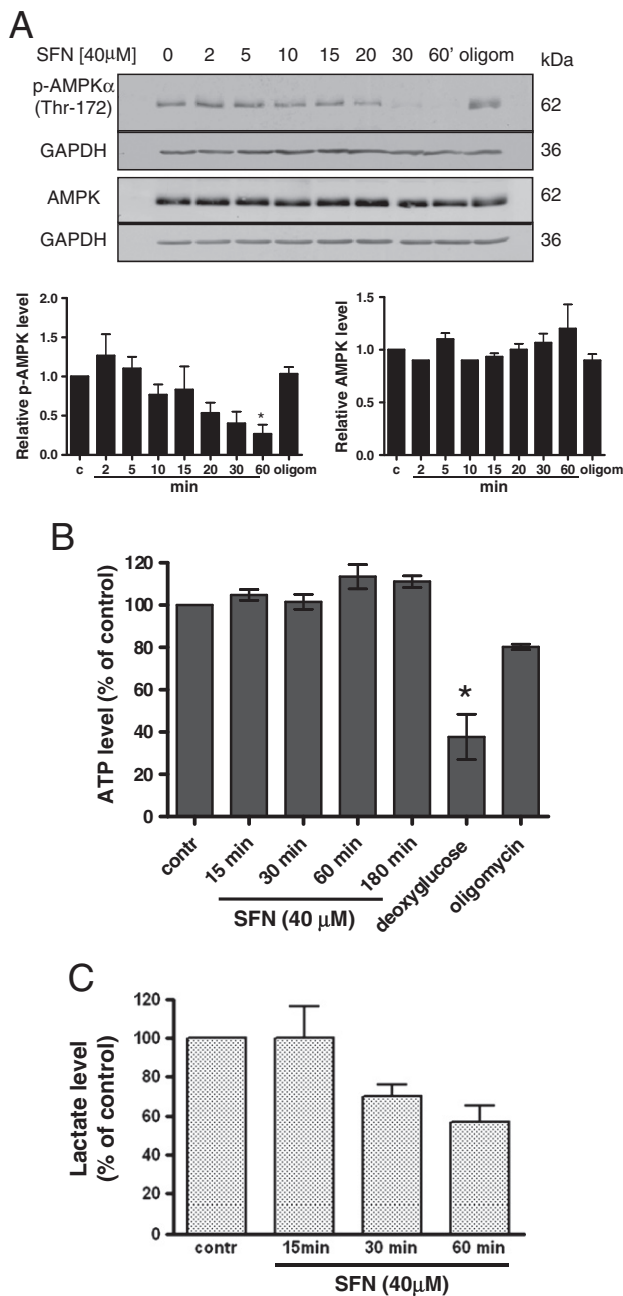 A
SFN [40μM] 0 2 5 10 15 20 30 60' oligom kDa
p-AMPKα
(Thr-172)
62
GAPDH 36
AMPK 62
GAPDH 36
Relative p-AMPK level
2.0
1.5
1.0
0.5
0.0
*
c 2 5 10 15 20 30 60 oligom
min
Relative AMPK level
1.5
1.0
0.5
0.0
c 2 5 10 15 20 30 60 oligom
min
B
ATP level (% of control)
120
100
80
60
40
20
0
*
contr 15 min 30 min 60 min 180 min deoxyglucose oligomycin
SFN (40 μM)
C
Lactate level
(% of control)
120
100
80
60
40
20
0
contr 15min 30 min 60 min
SFN (40μM)